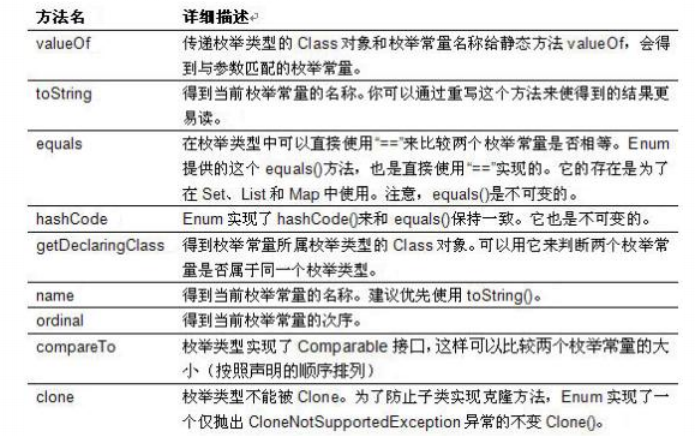 方法名 详细描述
valueOf 传递枚举类型的 Class 对象和枚举常量名称给静态方法 valueOf，会得
到与参数匹配的枚举常量。
toString 得到当前枚举常量的名称。你可以通过重写这个方法来使得到的结果更
易读。
equals 在枚举类型中可以直接使用“==”来比较两个枚举常量是否相等。Enum
提供的这个 equals()方法，也是直接使用“==”实现的。它的存在是为了
在 Set、List 和 Map 中使用。注意，equals()是不可变的。
hashCode Enum 实现了 hashCode()来和 equals()保持一致。它也是不可变的。
getDeclaringClass 得到枚举常量所属枚举类型的 Class 对象。可以用它来判断两个枚举常
量是否属于同一个枚举类型。
name 得到当前枚举常量的名称。建议优先使用 toString()。
ordinal 得到当前枚举常量的次序。
compareTo 枚举类型实现了 Comparable 接口，这样可以比较两个枚举常量的大
小（按照声明的顺序排列）
clone 枚举类型不能被 Clone。为了防止子类实现克隆方法，Enum 实现了一
个仅抛出 CloneNotSupportedException 异常的不变 Clone()。